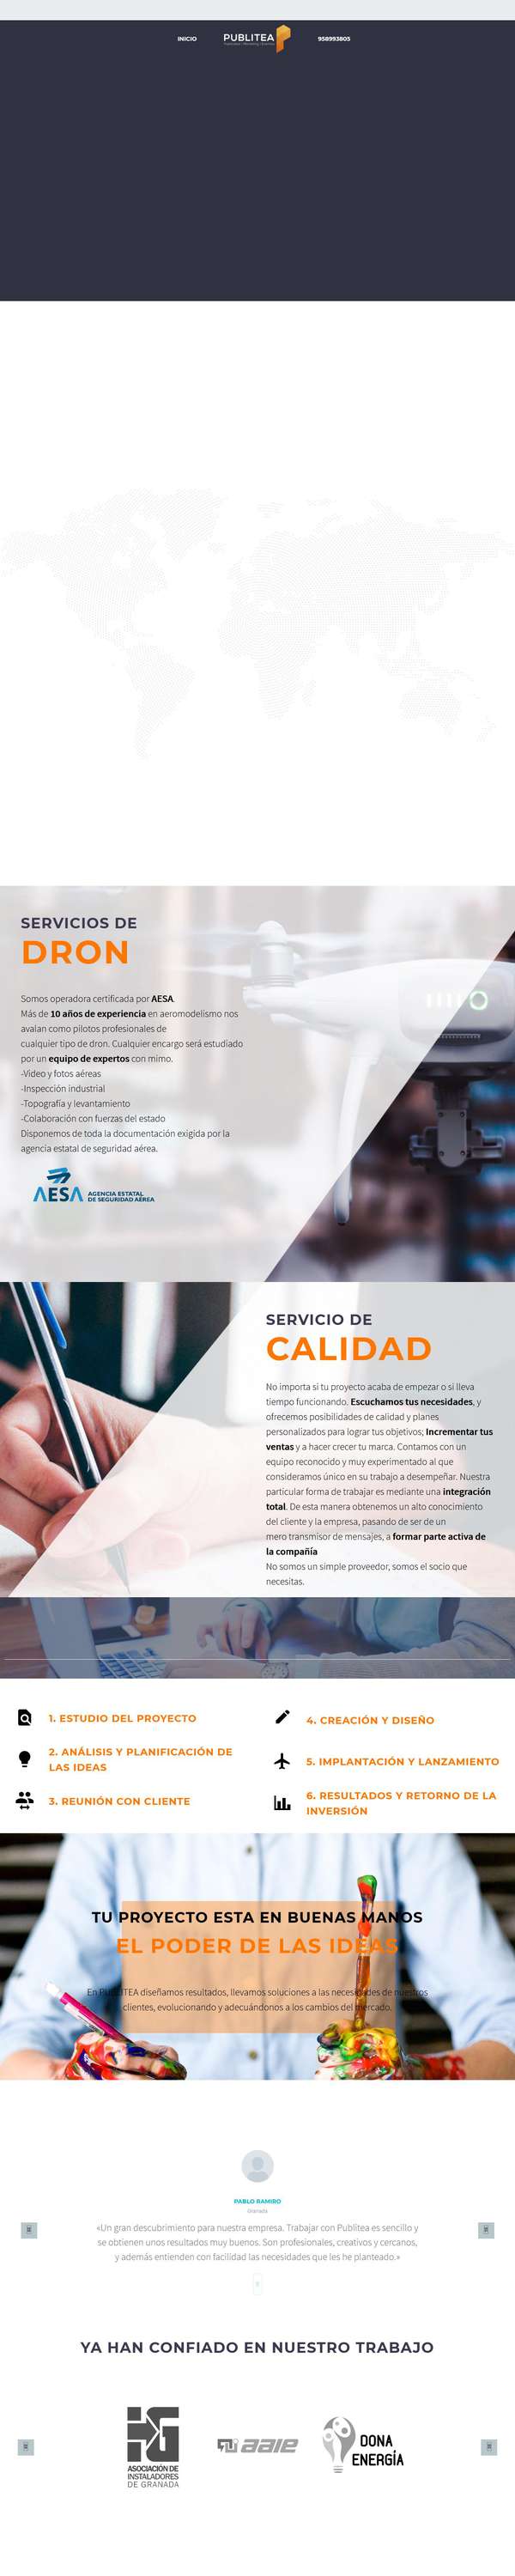 INICIO
PUBLITEA
958993805
SERVICIOS DE
DRON
Somos operadora certificada por AESA.
Más de 10 años de experiencia en aeromodelismo nos
avalan como pilotos profesionales de
cualquier tipo de dron. Cualquier encargo será estudiado
por un equipo de expertos con mimo.
-Video y fotos aéreas
-Inspección industrial
-Topografía y levantamiento
-Colaboración con fuerzas del estado
Disponemos de toda la documentación exigida por la
agencia estatal de seguridad aérea.
AESA AGENCIA ESTATAL
DE SEGURIDAD AÉREA
SERVICIO DE
CALIDAD
No importa si tu proyecto acaba de empezar o si lleva
tiempo funcionando. Escuchamos tus necesidades, y
ofrecemos posibilidades de calidad y planes
personalizados para lograr tus objetivos; Incrementar tus
ventas y a hacer crecer tu marca. Contamos con un
equipo reconocido y muy experimentado al que
consideramos único en su trabajo a desempeñar. Nuestra
particular forma de trabajar es mediante una integración
total. De esta manera obtenemos un alto conocimiento
del cliente y la empresa, pasando de ser de un
mero transmisor de mensajes, a formar parte activa de
la compañía
No somos un simple proveedor, somos el socio que
necesitas.
1. ESTUDIO DEL PROYECTO
2. ANÁLISIS Y PLANIFICACIÓN DE
LAS IDEAS
3. REUNIÓN CON CLIENTE
4. CREACIÓN Y DISEÑO
5. IMPLANTACIÓN Y LANZAMIENTO
6. RESULTADOS Y RETORNO DE LA
INVERSIÓN
TU PROYECTO ESTA EN BUENAS MANOS
EL PODER DE LAS IDEAS
En PUBLITEA diseñamos resultados, llevamos soluciones a las necesidades de nuestros
clientes, evolucionando y adecuándonos a los cambios del mercado.
PABLO RAMIRO
Granada
«Un gran descubrimiento para nuestra empresa. Trabajar con Publitea es sencillo y
se obtienen unos resultados muy buenos. Son profesionales, creativos y cercanos,
y además entienden con facilidad las necesidades que les he planteado.»
YA HAN CONFIADO EN NUESTRO TRABAJO
ASOCIACIÓN DE
INSTALADORES
DE GRANADA
aaie
DONA
ENERGÍA